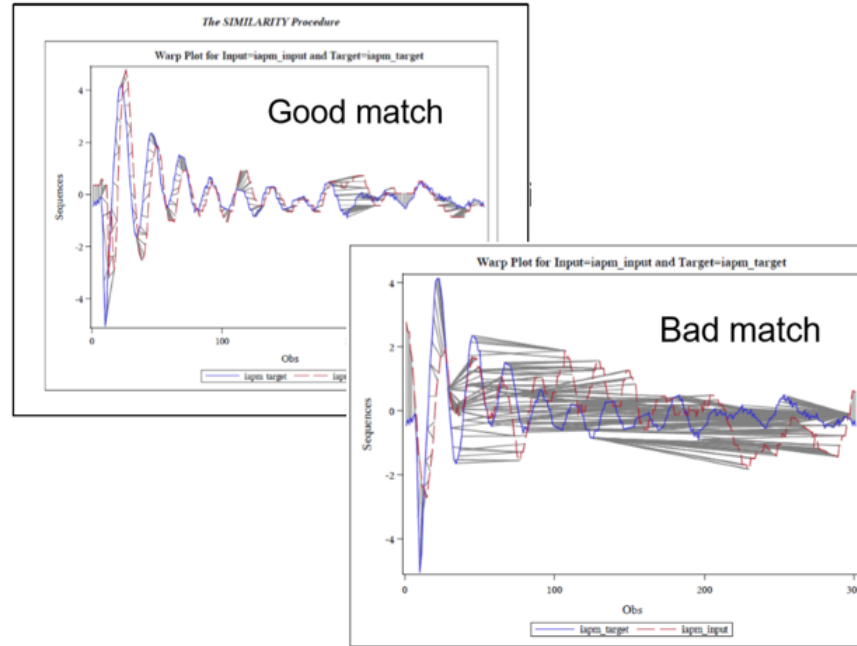 The SIMILARITY Procedure
Warp Plot for Input=iapm_input and Target=iapm_target
Good match
4
2
0
-2
-4
Sequences
0
100
Obs
iapm_target
Warp Plot for Input=iapm_input and Target=iapm_target
Bad match
4
2
0
-2
-4
Sequences
0
100
200
Obs
iapm_target
iapm_input